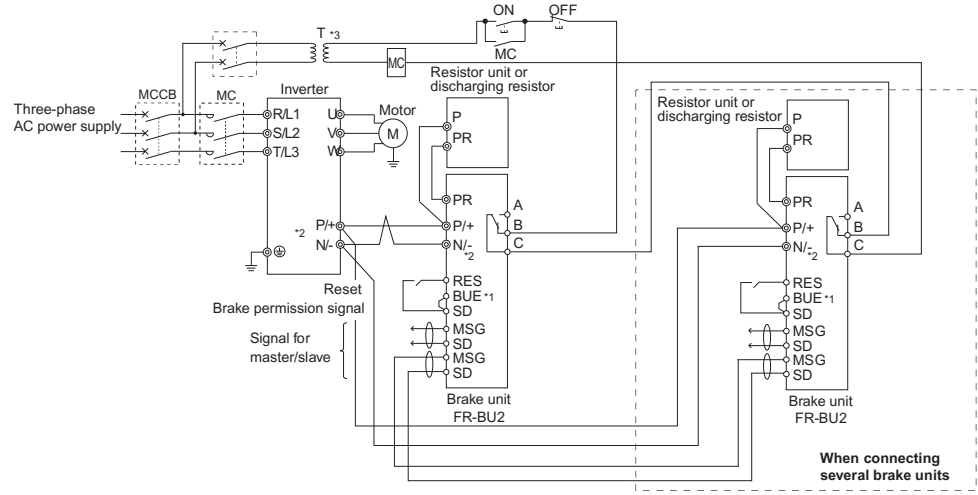 ON
OFF
T *3
MC
MC
Resistor unit or
discharging resistor
Three-phase
AC power supply
MCCB
MC
Inverter
R/L1
S/L2
T/L3
U
V
W
Motor
M
P/+
*2
N/-
P
PR
PR
P/+
N/-
*2
A
B
C
RES
BUE *1
SD
MSG
SD
MSG
SD
Reset
Brake permission signal
Signal for
master/slave
Brake unit
FR-BU2
Resistor unit or
discharging resistor
P
PR
PR
P/+
N/-
*2
A
B
C
RES
BUE *1
SD
MSG
SD
MSG
SD
Brake unit
FR-BU2
When connecting
several brake units